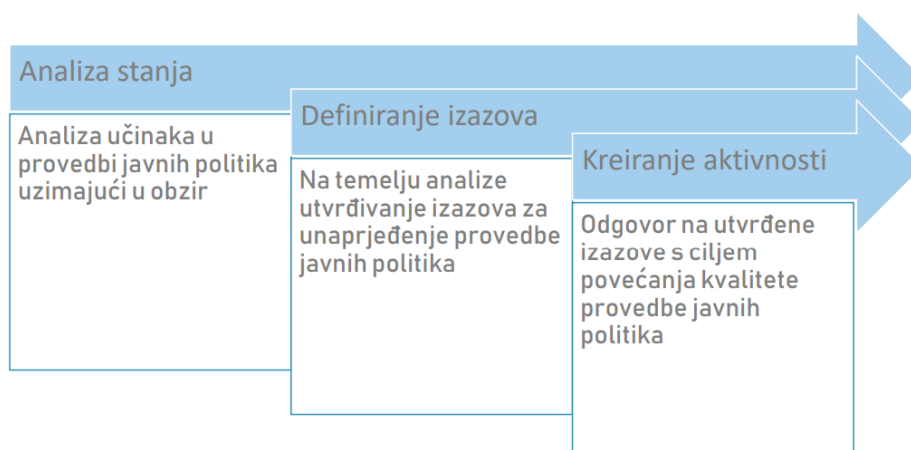 Analiza stanja
Analiza učinaka u
provedbi javnih politika
uzimajući u obzir
Definiranje izazova
Na temelju analize
utvrđivanje izazova za
unaprjeđenje provedbe
javnih politika
Kreiranje aktivnosti
Odgovor na utvrđene
izazove s ciljem
povećanja kvalitete
provedbe javnih
politika